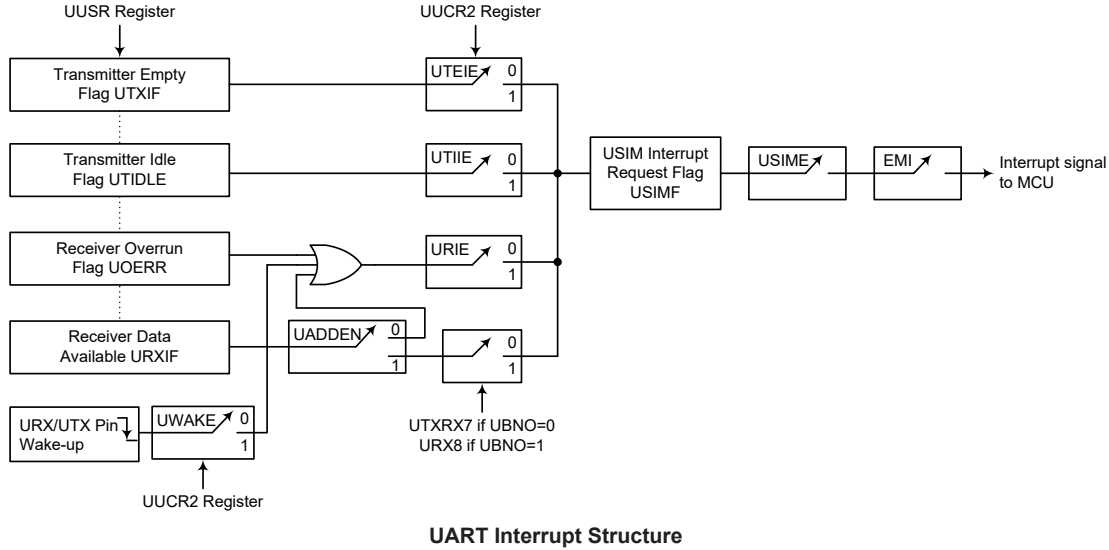 UUSR Register
UUCR2 Register
Transmitter Empty
Flag UTXIF
UTEIE
0
1
Transmitter Idle
Flag UTIDLE
UTIIE
0
1
USIM Interrupt
Request Flag
USIMF
USIME
EMI
Interrupt signal
to MCU
Receiver Overrun
Flag UOERR
URIE
0
1
Receiver Data
Available URXIF
UADDEN
0
1
0
1
URX/UTX Pin
Wake-up
UWAKE
0
1
UTXRX7 if UBNO=0
URX8 if UBNO=1
UUCR2 Register
UART Interrupt Structure